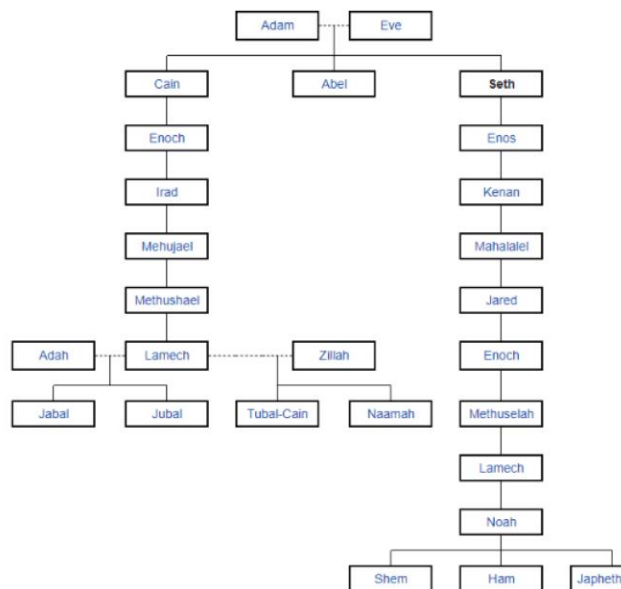 Adam Eve
Cain Abel Seth
Enoch Enos
Irad Kenan
Mehujael Mahalalel
Methushael Jared
Adah Lamech Zillah Enoch
Jabal Jubal Tubal-Cain Naamah Methuselah
Lamech
Noah
Shem Ham Japheth